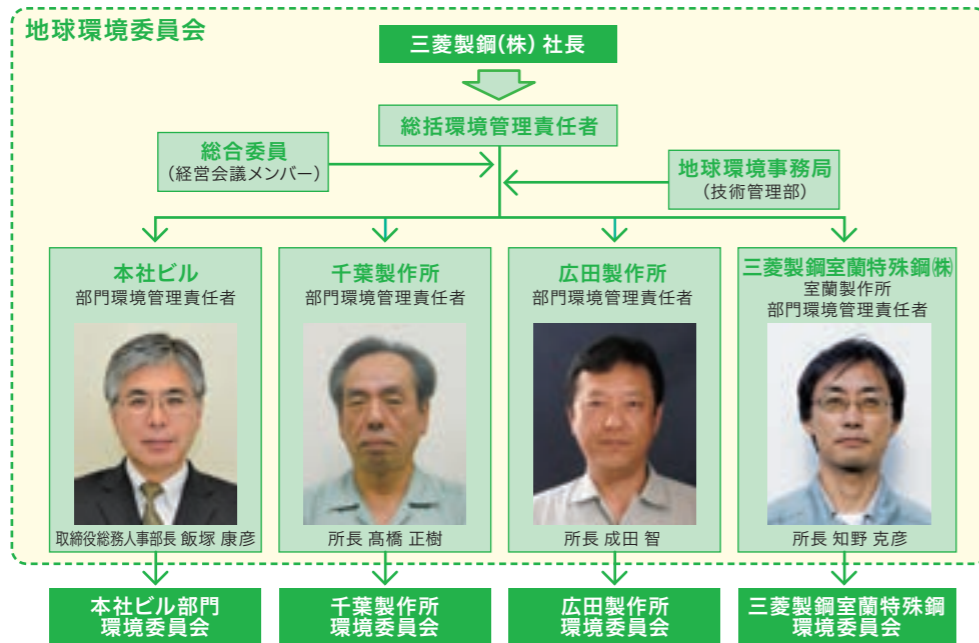 地球環境委員会
三菱製鋼(株) 社長
総括環境管理責任者
総合委員
(経営会議メンバー)
地球環境事務局
(技術管理部)
本社ビル
部門環境管理責任者
取締役総務人事部長 飯塚 康彦
千葉製作所
部門環境管理責任者
所長 髙橋 正樹
広田製作所
部門環境管理責任者
所長 成田 智
三菱製鋼室蘭特殊鋼㈱
室蘭製作所
部門環境管理責任者
所長 知野 克彦
本社ビル部門
環境委員会
千葉製作所
環境委員会
広田製作所
環境委員会
三菱製鋼室蘭特殊鋼
環境委員会